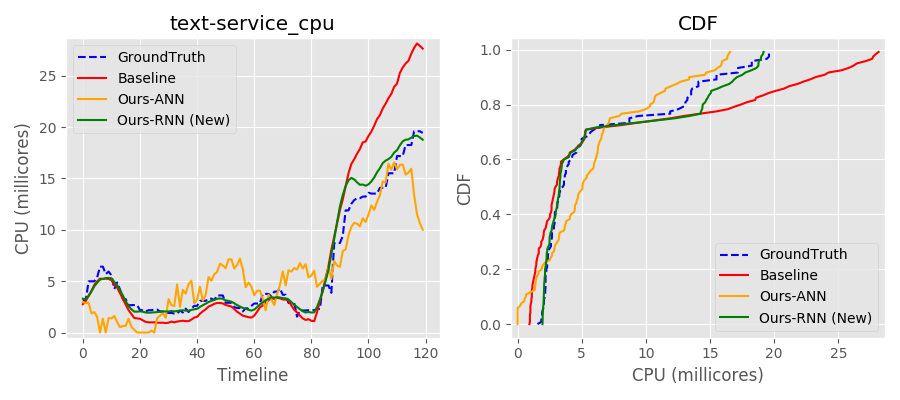 text-service_cpu
CPU (millicores)
25
20
15
10
5
0
GroundTruth
Baseline
Ours-ANN
Ours-RNN (New)
0
20
40
60
80
100
120
Timeline
CDF
CDF
1.0
0.8
0.6
0.4
0.2
0.0
GroundTruth
Baseline
Ours-ANN
Ours-RNN (New)
0
5
10
15
20
25
CPU (millicores)